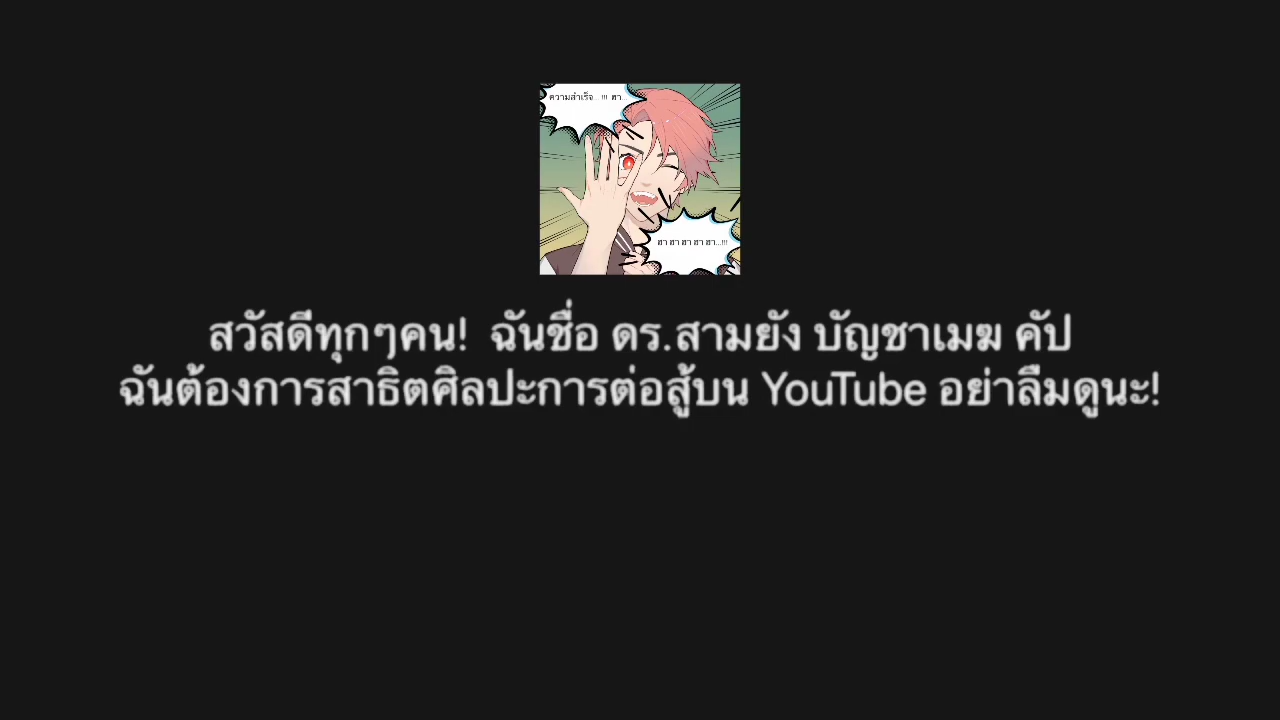 ความสำเร็จ... !!! ฮา...
ฮา ฮา ฮา ฮา ฮา...!!!
สวัสดีทุกๆคน! ฉันชื่อ ดร.สามยัง บัญชาเมฆ คัป
ฉันต้องการสาธิตศิลปะการต่อสู้บน YouTube อย่าลืมดูนะ!